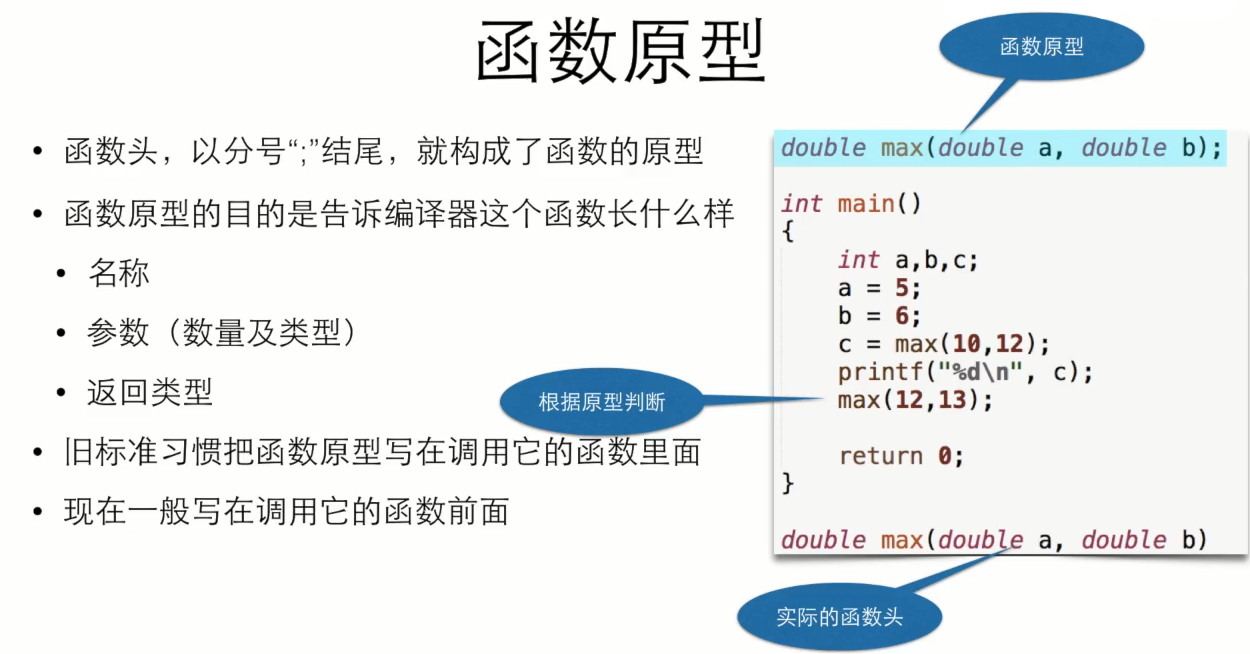 函数原型
函数头，以分号“;”结尾，就构成了函数的原型
函数原型的目的是告诉编译器这个函数长什么样
名称
参数（数量及类型）
返回类型
旧标准习惯把函数原型写在调用它的函数里面
现在一般写在调用它的函数前面
函数原型
double max(double a, double b);
int main()
{
int a,b,c;
a = 5;
b = 6;
c = max(10,12);
printf("%d\n", c);
max(12,13);
根据原型判断
return 0;
}
double max(double a, double b)
实际的函数头